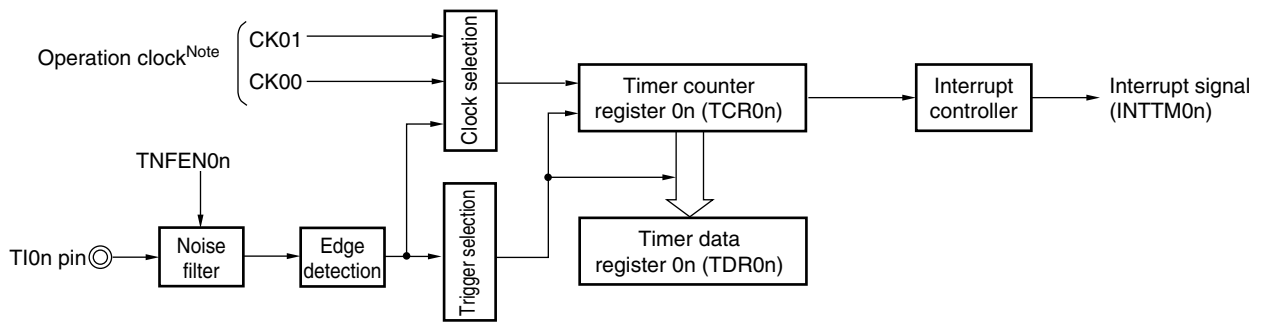 Operation clockNote
CK01
CK00
Clock selection
Timer counter
register 0n (TCR0n)
Interrupt
controller
Interrupt signal
(INTTM0n)
TNFEN0n
TI0n pin
Noise
filter
Edge
detection
Trigger selection
Timer data
register 0n (TDR0n)